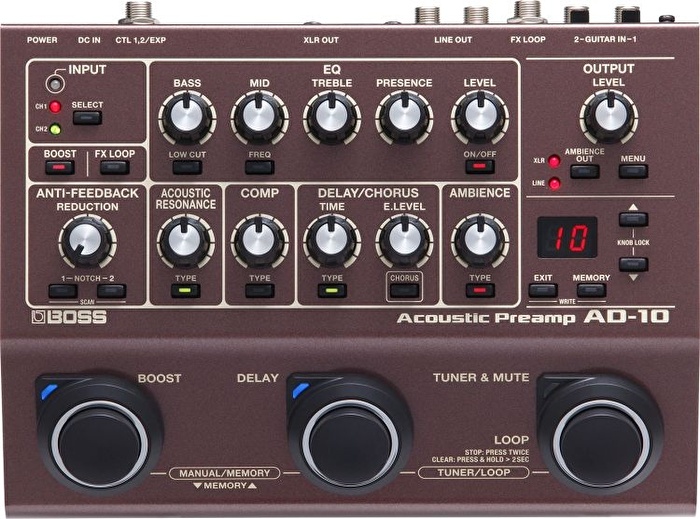 POWER DC IN CTL 1,2/EXP XLR OUT LINE OUT FX LOOP 2-GUITAR IN-1
INPUT
CH1
CH2
SELECT
BOOST FX LOOP
EQ
BASS MID TREBLE PRESENCE LEVEL
LOW CUT FREQ ON/OFF
OUTPUT
LEVEL
XLR
LINE
AMBIENCE
OUT MENU
ANTI-FEEDBACK
REDUCTION
1-NOTCH-2
SCAN
ACOUSTIC
RESONANCE
TYPE
COMP
TYPE
DELAY/CHORUS
TIME E.LEVEL
TYPE CHORUS
AMBIENCE
TYPE
10
▲
KNOB LOCK
▼
EXIT MEMORY
WRITE
BOSS
Acoustic Preamp AD-10
BOOST DELAY TUNER & MUTE
LOOP
STOP: PRESS TWICE
CLEAR: PRESS & HOLD > 2 SEC
MANUAL/MEMORY TUNER/LOOP
▼MEMORY▲